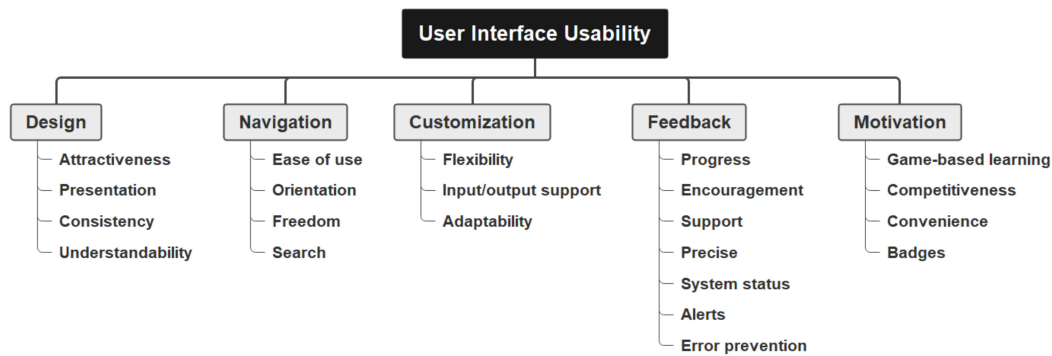 User Interface Usability
Design
Attractiveness
Presentation
Consistency
Understandability
Navigation
Ease of use
Orientation
Freedom
Search
Customization
Flexibility
Input/output support
Adaptability
Feedback
Progress
Encouragement
Support
Precise
System status
Alerts
Error prevention
Motivation
Game-based learning
Competitiveness
Convenience
Badges